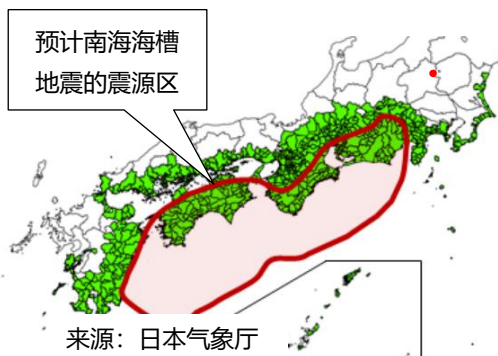 预计南海海槽
地震的震源区
来源：日本气象厅